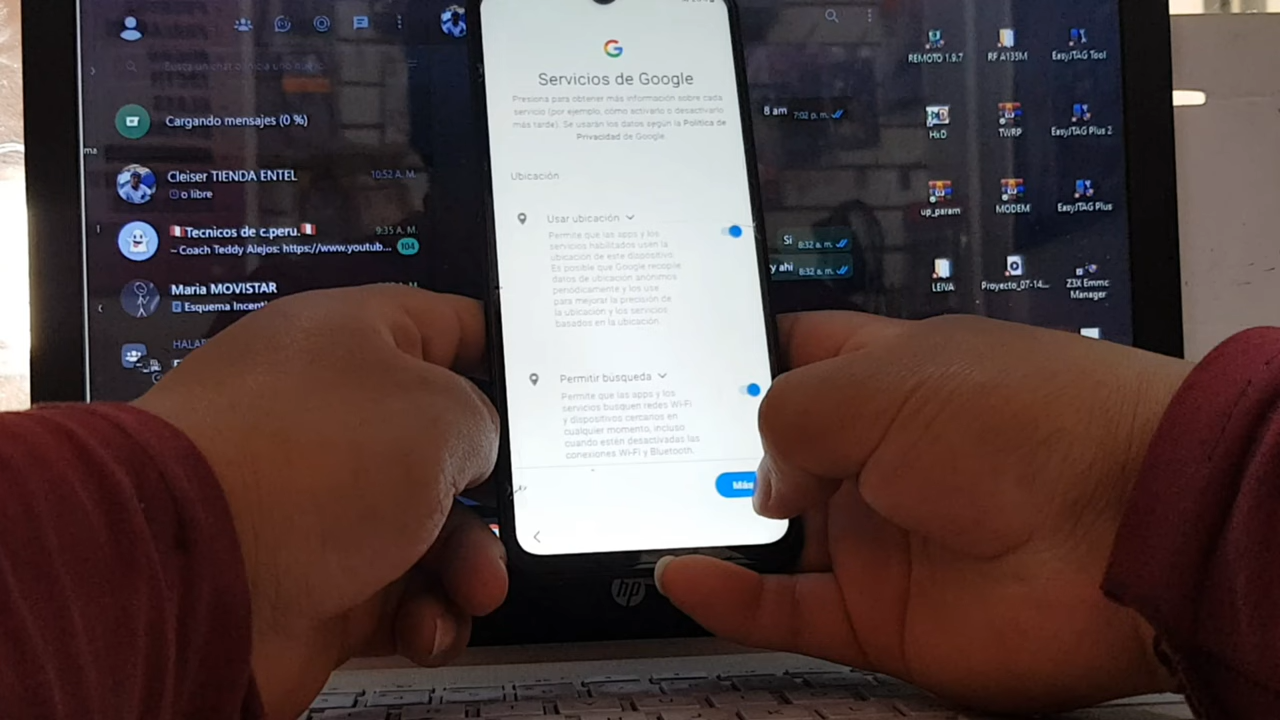 Cargando mensajes (0 %)
Cleiser TIENDA ENTEL
10:52 A. M.
o libre
Tecnicos de c.peru.
9:35 A. M.
~ Coach Teddy Alejos: https://www.youtub...
104
Maria MOVISTAR
Esquema Incenti
G
Servicios de Google
Presiona para obtener más información sobre cada
servicio (por ejemplo, cómo activarlo o desactivarlo
más tarde). Se usarán los datos según la Política de
Privacidad de Google.
Ubicación
Usar ubicación
Permite que las apps y los
servicios habilitados usen la
ubicación de este dispositivo.
Es posible que Google recopile
datos de ubicación anónimos
periódicamente y los use
para mejorar la precisión de
la ubicación y los servicios
basados en la ubicación.
Permitir búsqueda
Permite que las apps y los
servicios busquen redes Wi-Fi
y dispositivos cercanos en
cualquier momento, incluso
cuando estén desactivadas las
conexiones Wi-Fi y Bluetooth.
Más
8 am
7:02 p. m.
Si
8:32 a. m.
y ahi
8:32 a. m.
REMOTO 1.9.7
RF A135M
EasyJTAG Tool
HxD
TWRP
EasyJTAG Plus 2
up_param
MODEM
EasyJTAG Plus
LEIVA
Proyecto_07-14...
Z3X Emmc
Manager
hp